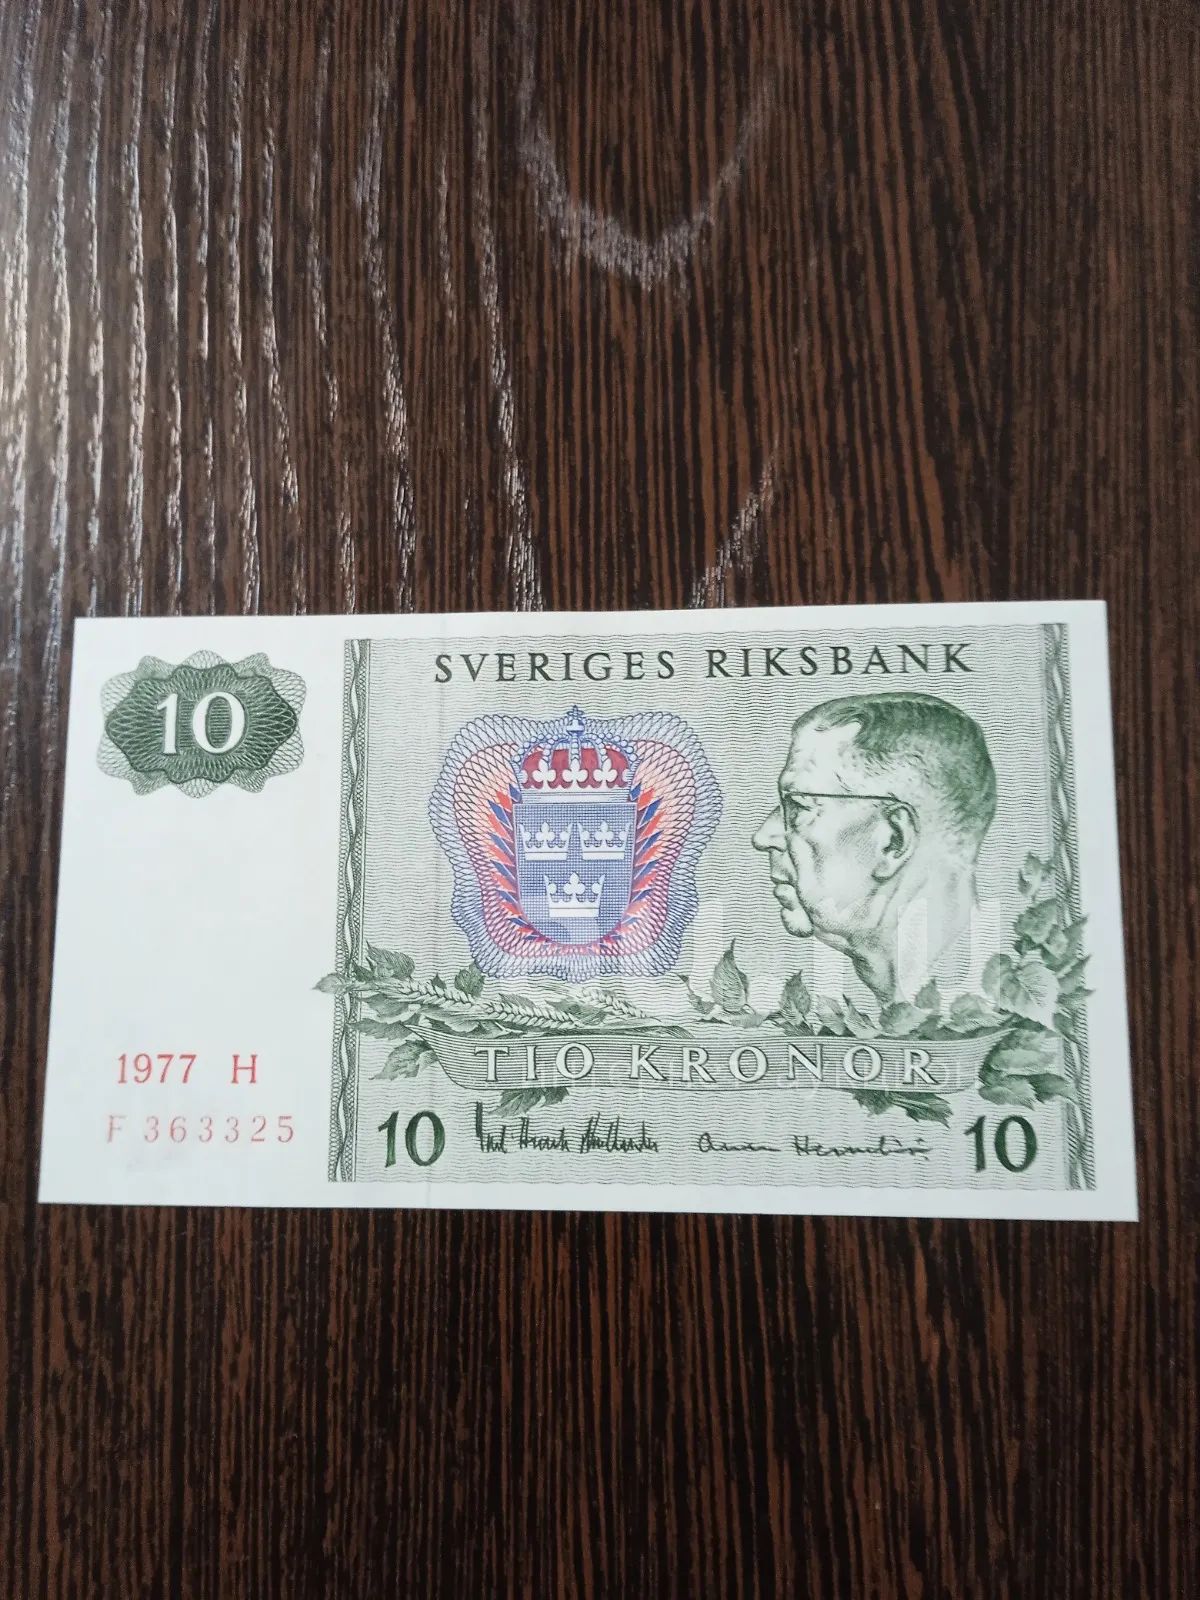 SVERIGES RIKSBANK
10
1977 H
F 363325
TIO KRONOR
10
10